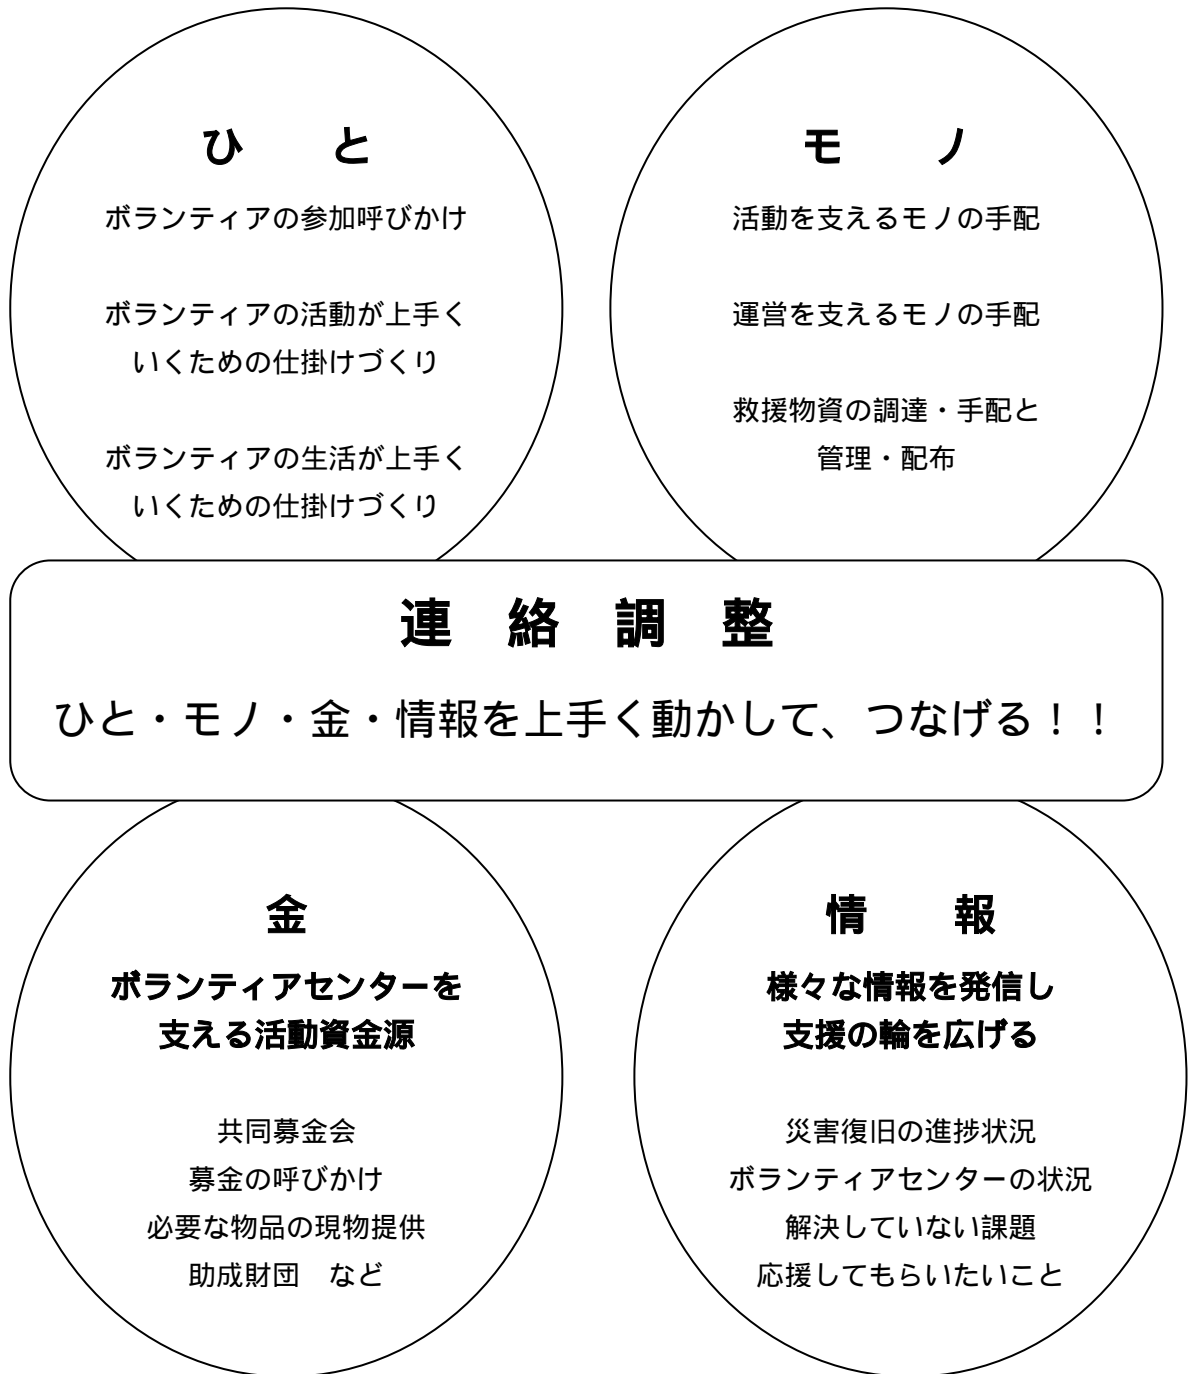 ひと
ボランティアの参加呼びかけ
ボランティアの活動が上手く
いくための仕掛けづくり
ボランティアの生活が上手く
いくための仕掛けづくり
モノ
活動を支えるモノの手配
運営を支えるモノの手配
救援物資の調達・手配と
管理・配布
連絡調整
ひと・モノ・金・情報を上手く動かして、つなげる！！
金
ボランティアセンターを
支える活動資金源
共同募金会
募金の呼びかけ
必要な物品の現物提供
助成財団　など
情報
様々な情報を発信し
支援の輪を広げる
災害復旧の進捗状況
ボランティアセンターの状況
解決していない課題
応援してもらいたいこと